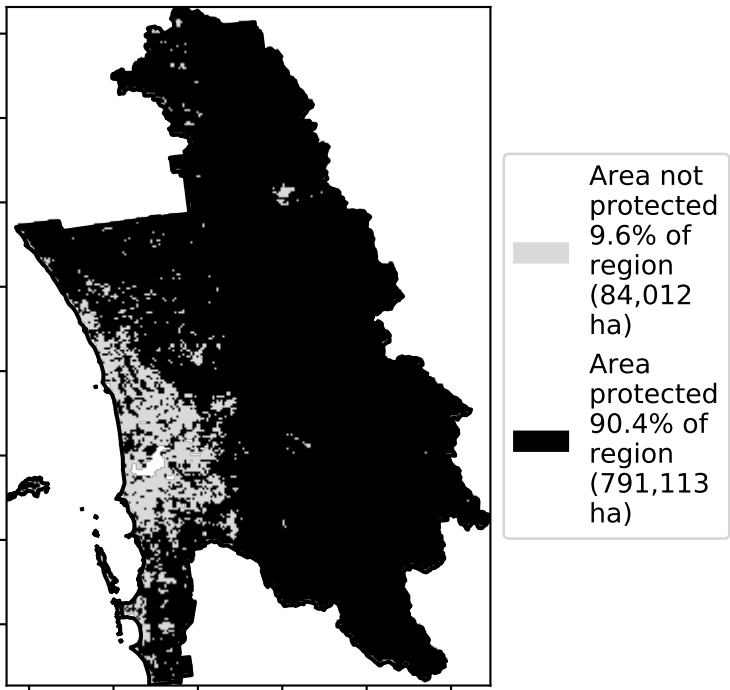 Area not
protected
9.6% of
region
(84,012
ha)
Area
protected
90.4% of
region
(791,113
ha)